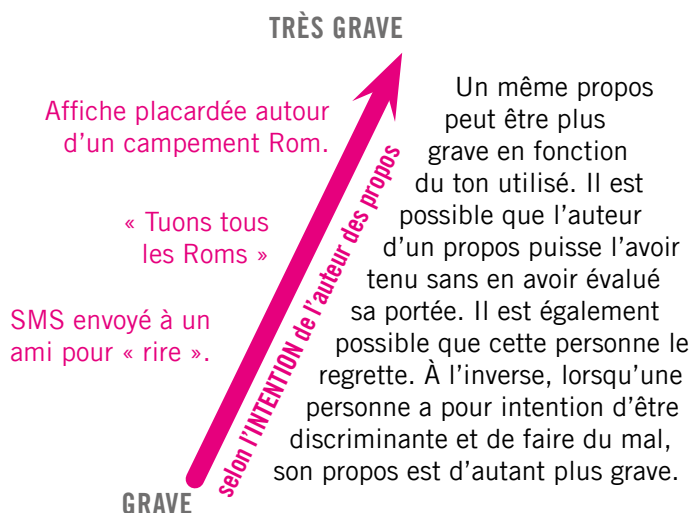 TRÈS GRAVE
Affiche placardée autour
d’un campement Rom.
« Tuons tous
les Roms »
SMS envoyé à un
ami pour « rire ».
selon l’INTENTION de l’auteur des propos
Un même propos
peut être plus
grave en fonction
du ton utilisé. Il est
possible que l’auteur
d’un propos puisse l’avoir
tenu sans en avoir évalué
sa portée. Il est également
possible que cette personne le
regrette. À l’inverse, lorsqu’une
personne a pour intention d’être
discriminante et de faire du mal,
son propos est d’autant plus grave.
GRAVE